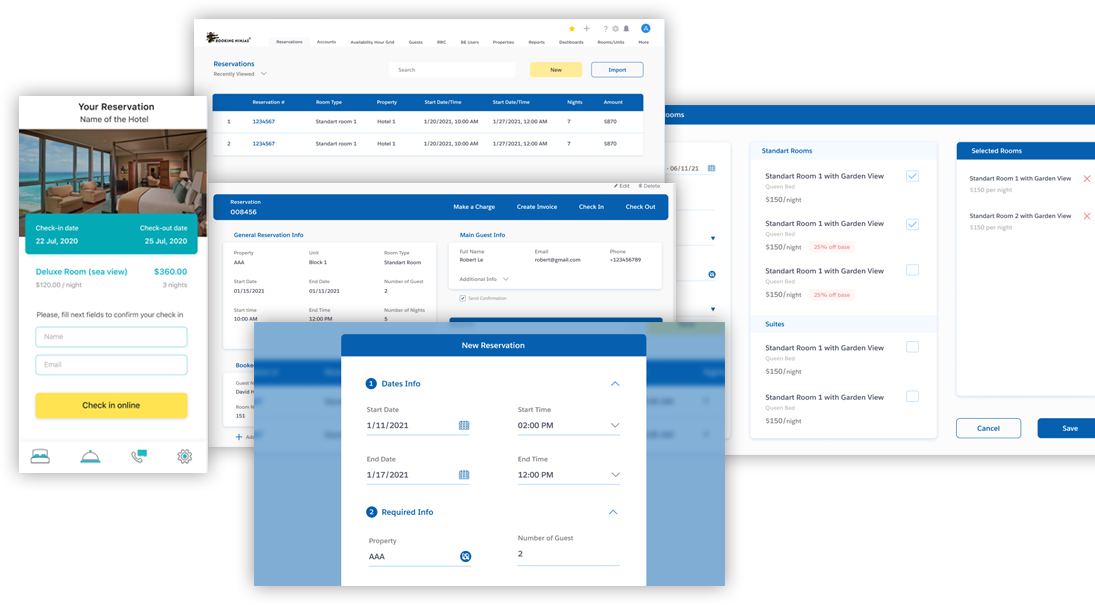 BOOKING NINJAS
Reservations Accounts Availability Hour Grid Guests RRC BE Users Properties Reports Dashboards Rooms/Units More
A
Reservations
Recently Viewed
Search
New
Import
Reservation # Room Type Property Start Date/Time Start Date/Time Nights Amount
1 1234567 Standart room 1 Hotel 1 1/20/2021, 10:00 AM 1/27/2021, 12:00 AM 7 $870
2 1234567 Standart room 1 Hotel 1 1/20/2021, 10:00 AM 1/27/2021, 12:00 AM 7 $870
Your Reservation
Name of the Hotel
Check-in date Check-out date
22 Jul, 2020 25 Jul, 2020
Deluxe Room (sea view) $360.00
$120.00 / night 3 nights
Please, fill next fields to confirm your check in
Name
Email
Check in online
Edit Delete
Reservation
008456
Make a Charge Create Invoice Check In Check Out
General Reservation Info
Property Unit Room Type
AAA Block 1 Standart Room
Start Date End Date Number of Guest
01/15/2021 01/11/2021 2
Start time End Time Number of Nights
10:00 AM 12:00 PM 5
Main Guest Info
Full Name Email Phone
Robert Le robert@gmail.com +123456789
Additional Info
Send Confirmation
Booke
Guest N
David H
Room N
151
Ad
New Reservation
1 Dates Info
Start Date Start Time
1/11/2021 02:00 PM
End Date End Time
1/17/2021 12:00 PM
2 Required Info
Property Number of Guest
AAA 2
ooms
- 06/11/21
Standart Rooms
Standart Room 1 with Garden View
Queen Bed
$150/night
Standart Room 1 with Garden View
Queen Bed
$150/night 25% off base
Standart Room 1 with Garden View
Queen Bed
$150/night 25% off base
Suites
Standart Room 1 with Garden View
Queen Bed
$150/night
Standart Room 1 with Garden View
Queen Bed
$150/night
Selected Rooms
Standart Room 1 with Garden View
$150 per night
Standart Room 2 with Garden View
$150 per night
Cancel
Save